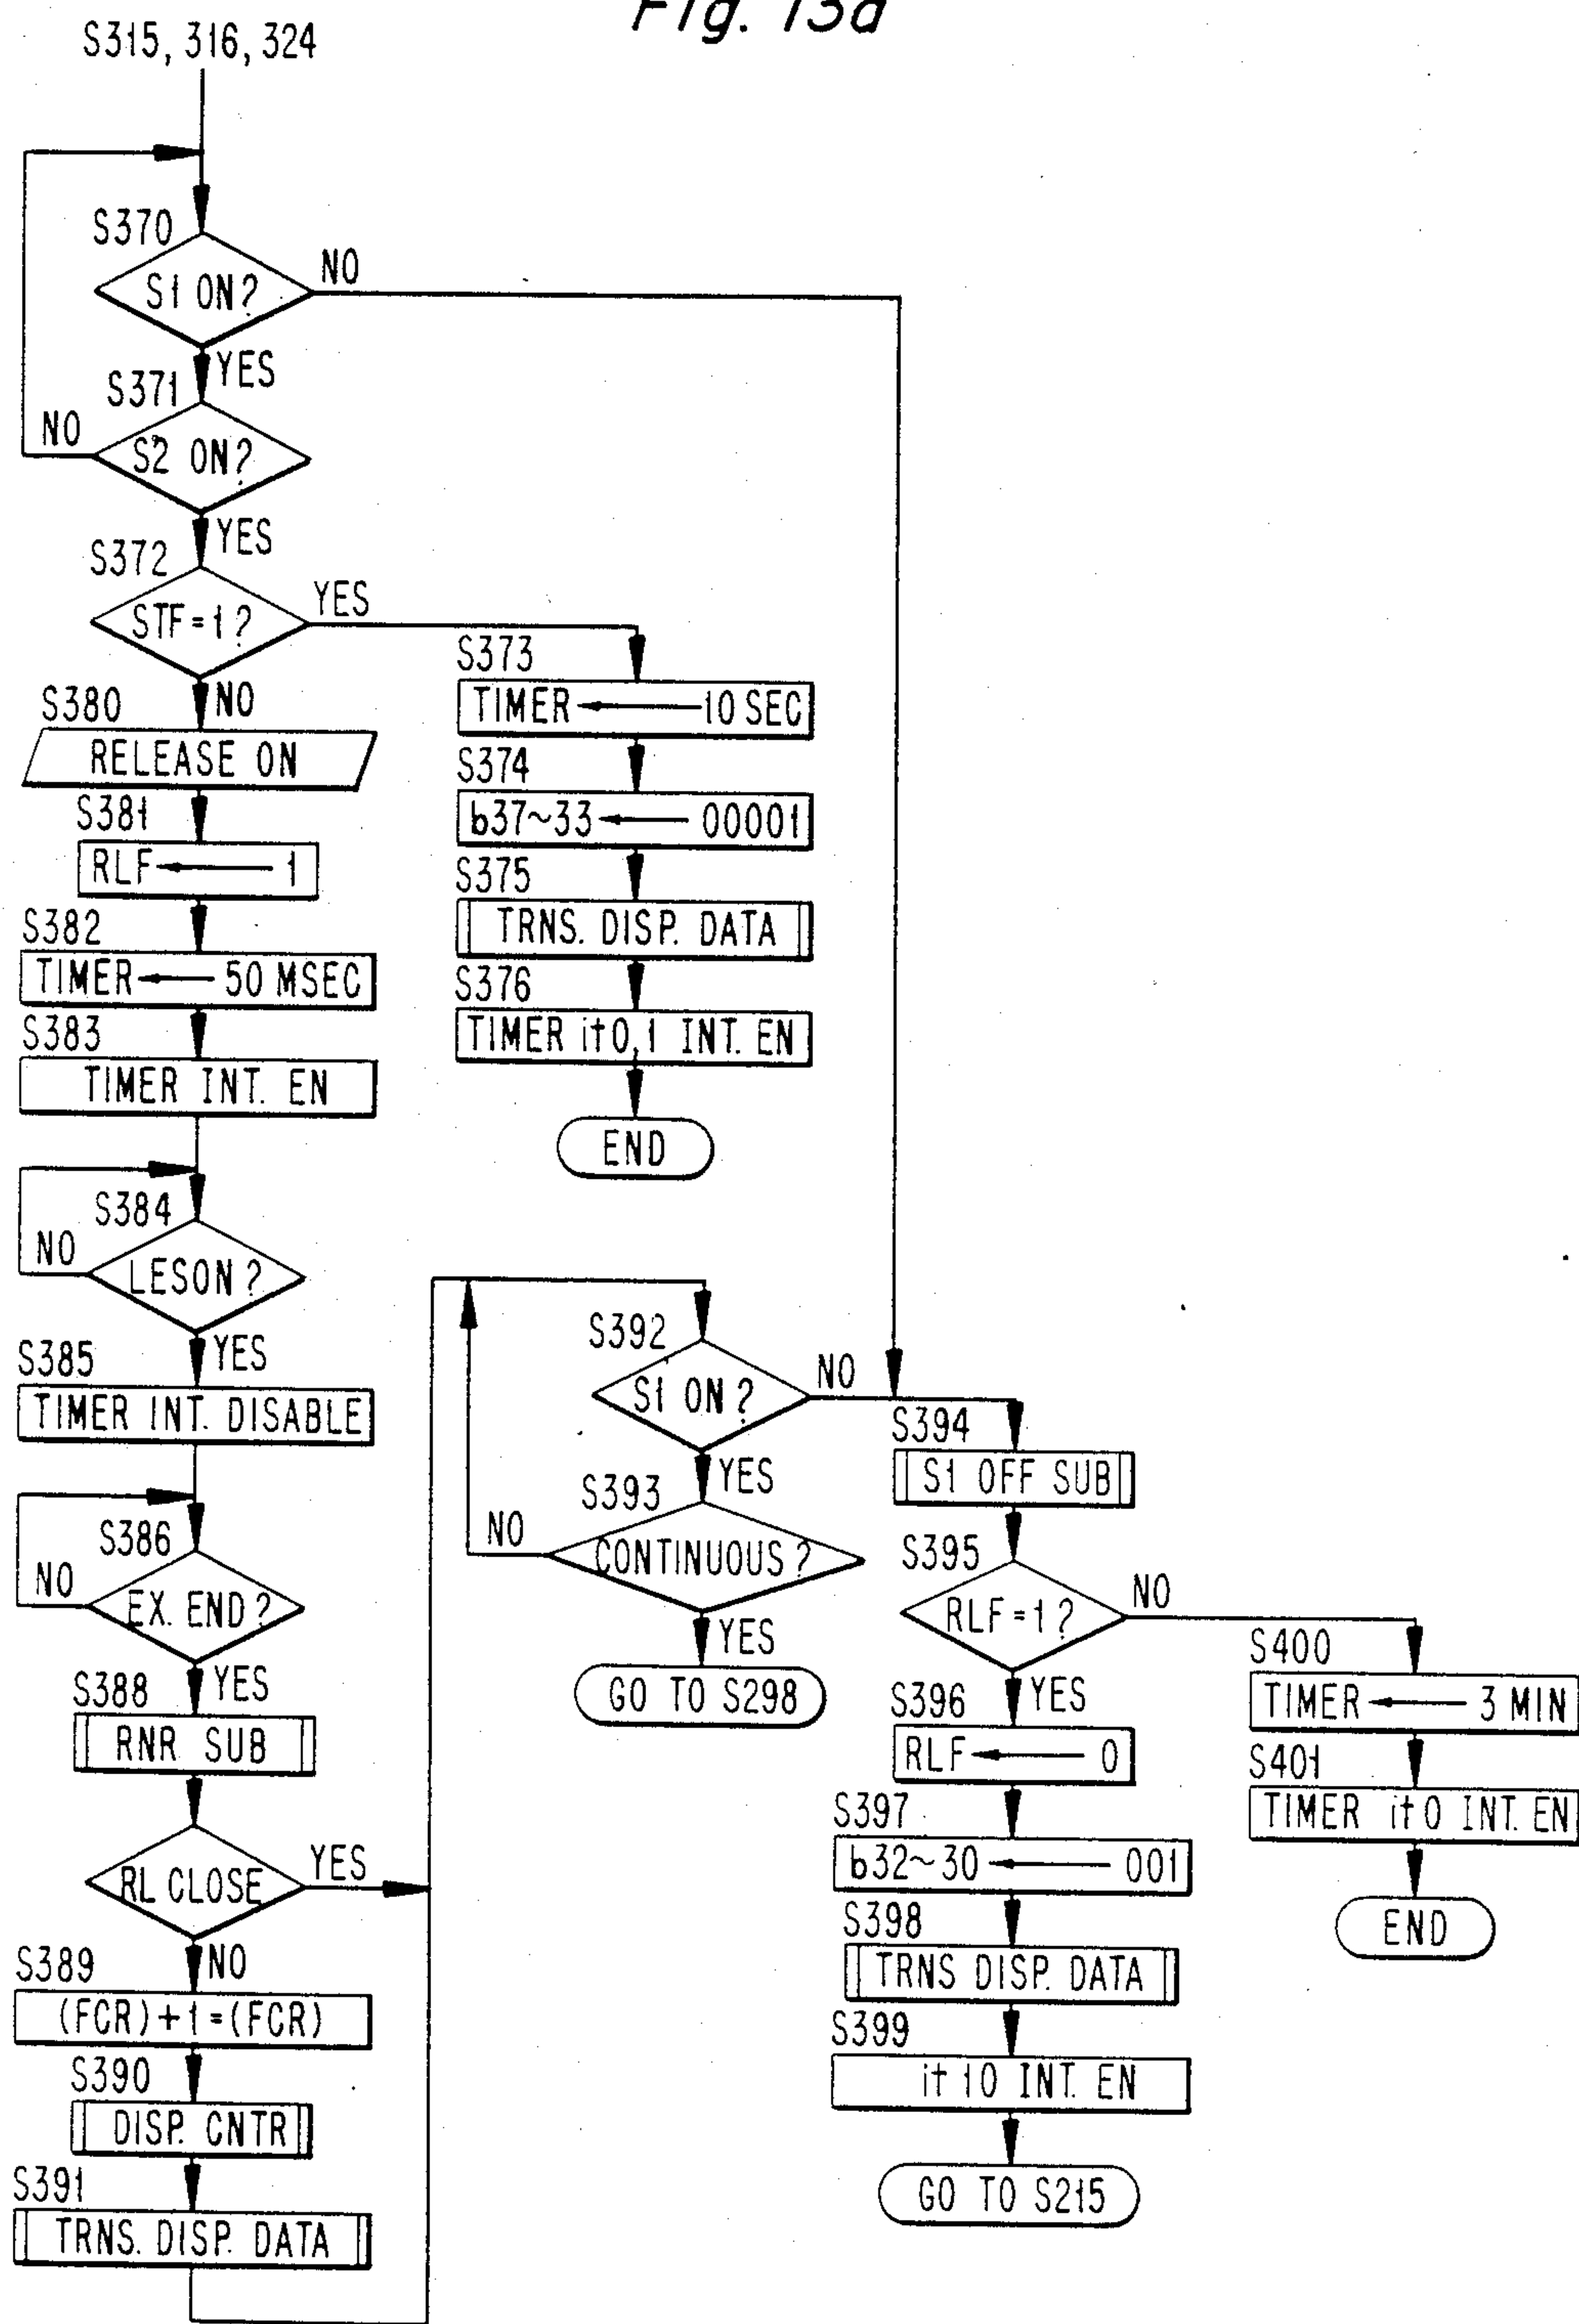 Fig. 13a
S315, 316, 324
S370
S1 ON?
NO
YES
S371
S2 ON?
NO
YES
S372
STF=1?
YES
NO
S373
TIMER ← 10 SEC
S374
b37~33 ← 00001
S375
TRNS. DISP. DATA
S376
TIMER it0,1 INT. EN
END
S380
RELEASE ON
S381
RLF ← 1
S382
TIMER ← 50 MSEC
S383
TIMER INT. EN
S384
LESON?
NO
YES
S385
TIMER INT. DISABLE
S386
EX. END?
NO
YES
S388
RNR SUB
RL CLOSE
YES
NO
S389
(FCR)+1=(FCR)
S390
DISP. CNTR
S391
TRNS. DISP. DATA
S392
S1 ON?
NO
YES
S393
CONTINUOUS?
NO
YES
GO TO S298
S394
S1 OFF SUB
S395
RLF=1?
NO
YES
S396
RLF ← 0
S397
b32~30 ← 001
S398
TRNS DISP. DATA
S399
it 10 INT. EN
GO TO S215
S400
TIMER ← 3 MIN
S401
TIMER it0 INT. EN
END